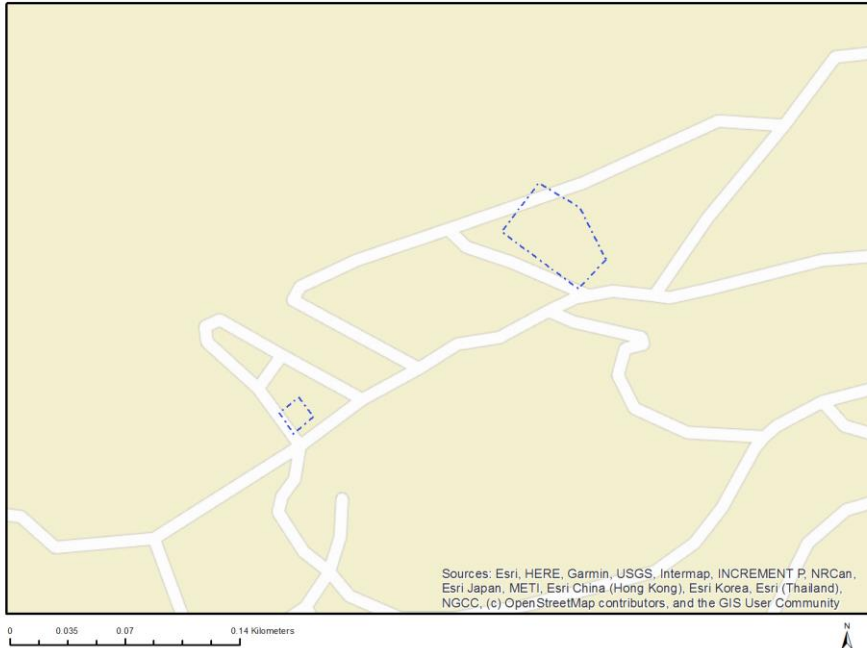 Sources: Esri, HERE, Garmin, USGS, Intermap, INCREMENT P, NRCan,
Esri Japan, METI, Esri China (Hong Kong), Esri Korea, Esri (Thailand),
NGCC, (c) OpenStreetMap contributors, and the GIS User Community
0 0.035 0.07 0.14 Kilometers
N